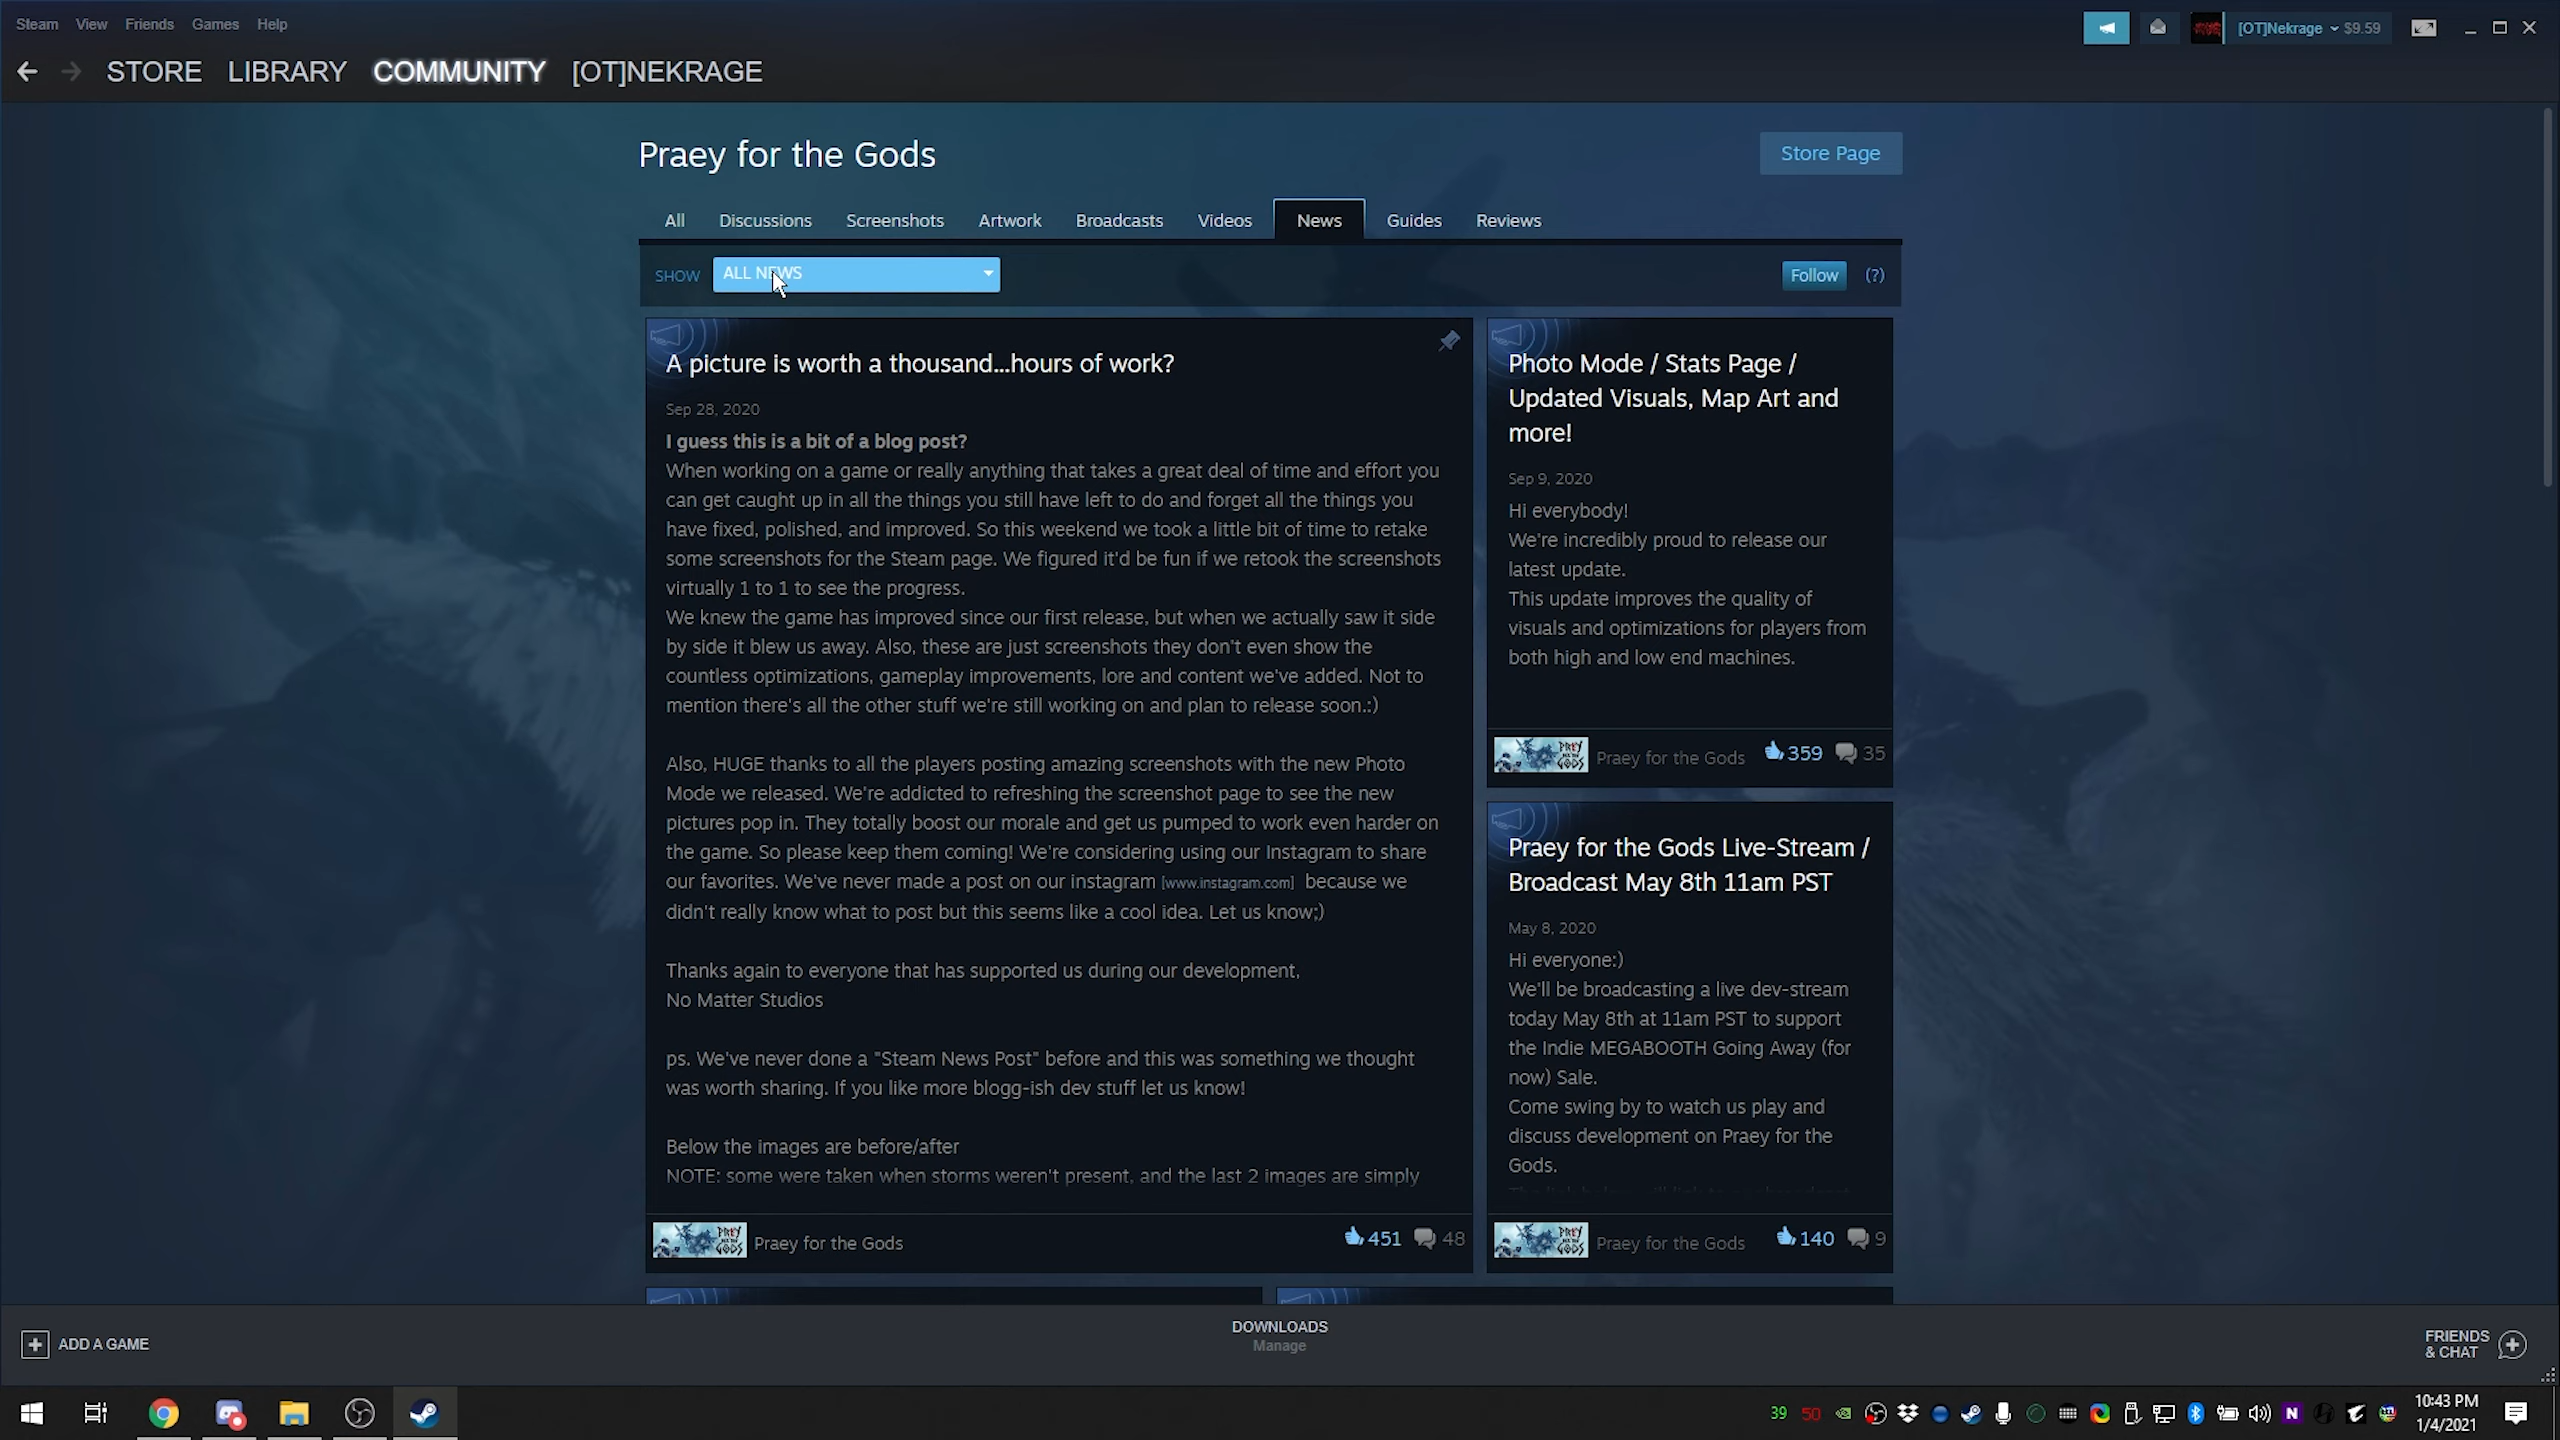 Steam View Friends Games Help
[OT]Nekrage $9.59
STORE LIBRARY COMMUNITY [OT]NEKRAGE
Praey for the Gods
Store Page
All Discussions Screenshots Artwork Broadcasts Videos News Guides Reviews
SHOW ALL NEWS
Follow (?)
A picture is worth a thousand...hours of work?
Sep 28, 2020
I guess this is a bit of a blog post?
When working on a game or really anything that takes a great deal of time and effort you
can get caught up in all the things you still have left to do and forget all the things you
have fixed, polished, and improved. So this weekend we took a little bit of time to retake
some screenshots for the Steam page. We figured it'd be fun if we retook the screenshots
virtually 1 to 1 to see the progress.
We knew the game has improved since our first release, but when we actually saw it side
by side it blew us away. Also, these are just screenshots they don't even show the
countless optimizations, gameplay improvements, lore and content we've added. Not to
mention there's all the other stuff we're still working on and plan to release soon.:)
Also, HUGE thanks to all the players posting amazing screenshots with the new Photo
Mode we released. We're addicted to refreshing the screenshot page to see the new
pictures pop in. They totally boost our morale and get us pumped to work even harder on
the game. So please keep them coming! We're considering using our Instagram to share
our favorites. We've never made a post on our instagram [www.instagram.com] because we
didn't really know what to post but this seems like a cool idea. Let us know;)
Thanks again to everyone that has supported us during our development,
No Matter Studios
ps. We've never done a "Steam News Post" before and this was something we thought
was worth sharing. If you like more blogg-ish dev stuff let us know!
Below the images are before/after
NOTE: some were taken when storms weren't present, and the last 2 images are simply
PRAEY FOR THE GODS
Praey for the Gods
451 48
Photo Mode / Stats Page /
Updated Visuals, Map Art and
more!
Sep 9, 2020
Hi everybody!
We're incredibly proud to release our
latest update.
This update improves the quality of
visuals and optimizations for players from
both high and low end machines.
PRAEY FOR THE GODS
Praey for the Gods 359 35
Praey for the Gods Live-Stream /
Broadcast May 8th 11am PST
May 8, 2020
Hi everyone:)
We'll be broadcasting a live dev-stream
today May 8th at 11am PST to support
the Indie MEGABOOTH Going Away (for
now) Sale.
Come swing by to watch us play and
discuss development on Praey for the
Gods.
PRAEY FOR THE GODS
Praey for the Gods 140 9
ADD A GAME
DOWNLOADS
Manage
FRIENDS
& CHAT
39 50
10:43 PM
1/4/2021